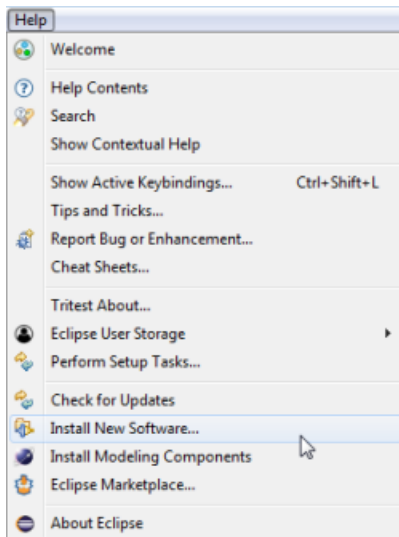 Help
Welcome
Help Contents
Search
Show Contextual Help
Show Active Keybindings... Ctrl+Shift+L
Tips and Tricks...
Report Bug or Enhancement...
Cheat Sheets...
Tritest About...
Eclipse User Storage
Perform Setup Tasks...
Check for Updates
Install New Software...
Install Modeling Components
Eclipse Marketplace...
About Eclipse